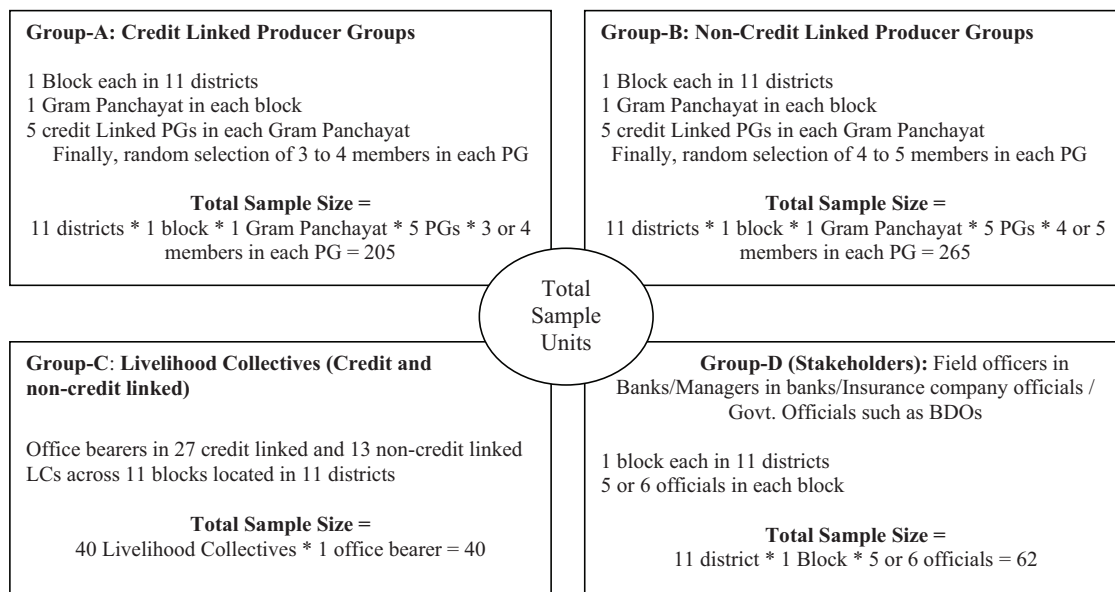 Group-A: Credit Linked Producer Groups
1 Block each in 11 districts
1 Gram Panchayat in each block
5 credit Linked PGs in each Gram Panchayat
Finally, random selection of 3 to 4 members in each PG
Total Sample Size =
11 districts * 1 block * 1 Gram Panchayat * 5 PGs * 3 or 4
members in each PG = 205
Group-B: Non-Credit Linked Producer Groups
1 Block each in 11 districts
1 Gram Panchayat in each block
5 credit Linked PGs in each Gram Panchayat
Finally, random selection of 4 to 5 members in each PG
Total Sample Size =
11 districts * 1 block * 1 Gram Panchayat * 5 PGs * 4 or 5
members in each PG = 265
Total
Sample
Units
Group-C: Livelihood Collectives (Credit and
non-credit linked)
Office bearers in 27 credit linked and 13 non-credit linked
LCs across 11 blocks located in 11 districts
Total Sample Size =
40 Livelihood Collectives * 1 office bearer = 40
Group-D (Stakeholders): Field officers in
Banks/Managers in banks/Insurance company officials /
Govt. Officials such as BDOs
1 block each in 11 districts
5 or 6 officials in each block
Total Sample Size =
11 district * 1 Block * 5 or 6 officials = 62